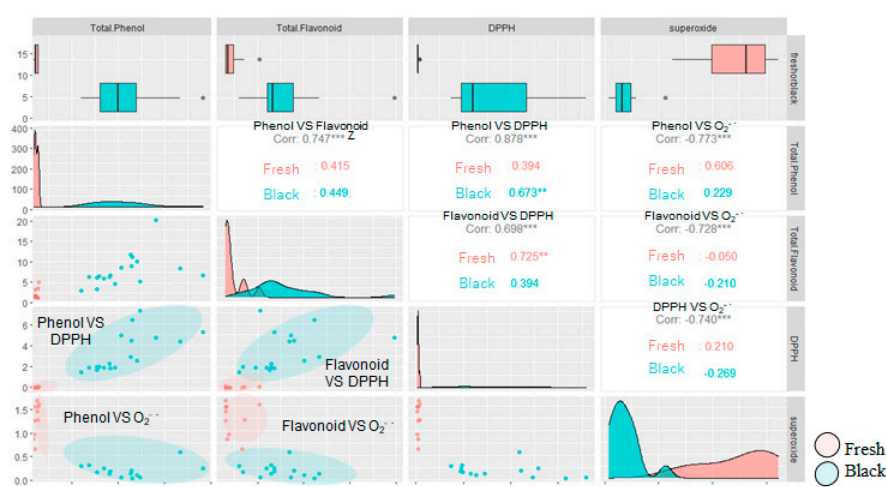 Total.Phenol Total.Flavonoid DPPH superoxide
15
10
5
0
freshorblack
400
300
200
100
0
Phenol VS Flavonoid
Corr: 0.747***
Z
Fresh : 0.415
Black : 0.449.
Phenol VS DPPH
Corr: 0.878***
Fresh 0.394
Black 0.673**
Phenol VS O₂·⁻
Corr: -0.773***
Fresh : 0.606.
Black 0.229
Total.Phenol
20
15
10
5
0
Flavonoid VS DPPH
Corr: 0.698***
Fresh 0.725**
Black 0.394
Flavonoid VS O₂·⁻
Corr: -0.728***
Fresh : -0.050
Black -0.210
Total.Flavonoid
6
4
2
0
Phenol VS
DPPH
Flavonoid
VS DPPH
DPPH VS O₂·⁻
Corr: -0.740***
Fresh : 0.210
Black -0.269
DPPH
1.5
1.0
0.5
0.0
Phenol VS O₂·⁻
Flavonoid VS O₂·⁻
superoxide
Fresh
Black